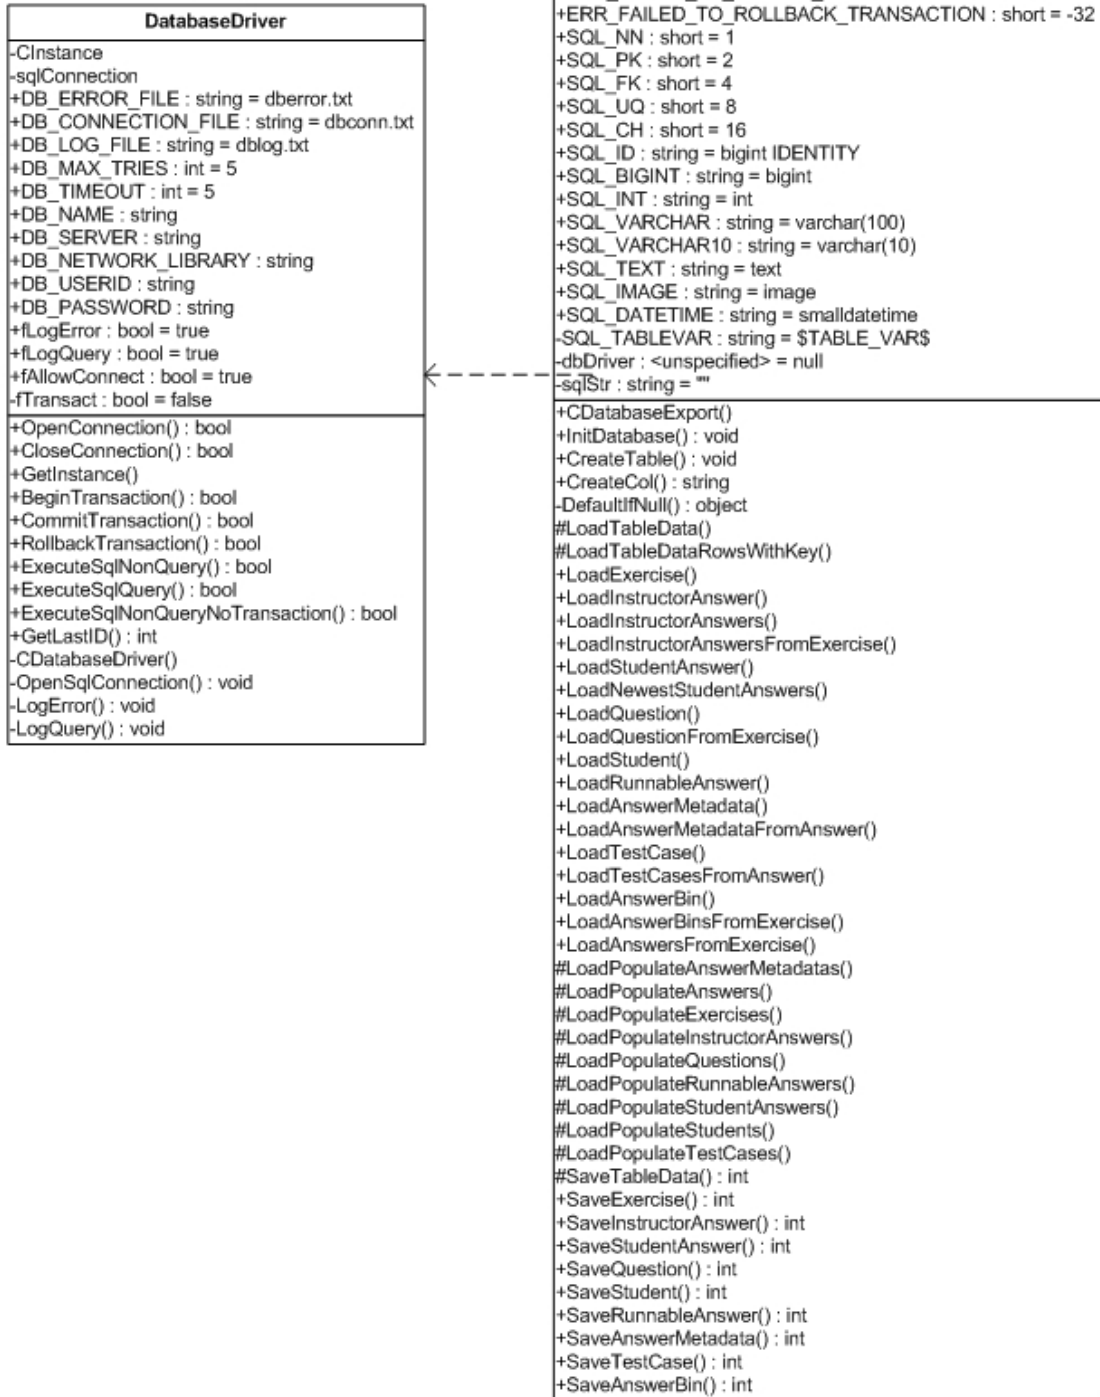 DatabaseDriver
-CInstance
-sqlConnection
+DB_ERROR_FILE : string = dberror.txt
+DB_CONNECTION_FILE : string = dbconn.txt
+DB_LOG_FILE : string = dblog.txt
+DB_MAX_TRIES : int = 5
+DB_TIMEOUT : int = 5
+DB_NAME : string
+DB_SERVER : string
+DB_NETWORK_LIBRARY : string
+DB_USERID : string
+DB_PASSWORD : string
+fLogError : bool = true
+fLogQuery : bool = true
+fAllowConnect : bool = true
-fTransact : bool = false
+OpenConnection() : bool
+CloseConnection() : bool
+GetInstance()
+BeginTransaction() : bool
+CommitTransaction() : bool
+RollbackTransaction() : bool
+ExecuteSqlNonQuery() : bool
+ExecuteSqlQuery() : bool
+ExecuteSqlNonQueryNoTransaction() : bool
+GetLastID() : int
-CDatabaseDriver()
-OpenSqlConnection() : void
-LogError() : void
-LogQuery() : void
+ERR_FAILED_TO_ROLLBACK_TRANSACTION : short = -32
+SQL_NN : short = 1
+SQL_PK : short = 2
+SQL_FK : short = 4
+SQL_UQ : short = 8
+SQL_CH : short = 16
+SQL_ID : string = bigint IDENTITY
+SQL_BIGINT : string = bigint
+SQL_INT : string = int
+SQL_VARCHAR : string = varchar(100)
+SQL_VARCHAR10 : string = varchar(10)
+SQL_TEXT : string = text
+SQL_IMAGE : string = image
+SQL_DATETIME : string = smalldatetime
-SQL_TABLEVAR : string = $TABLE_VAR$
-dbDriver : <unspecified> = null
-sqlStr : string = ""
+CDatabaseExport()
+InitDatabase() : void
+CreateTable() : void
+CreateCol() : string
-DefaultIfNull() : object
#LoadTableData()
#LoadTableDataRowsWithKey()
+LoadExercise()
+LoadInstructorAnswer()
+LoadInstructorAnswers()
+LoadInstructorAnswersFromExercise()
+LoadStudentAnswer()
+LoadNewestStudentAnswers()
+LoadQuestion()
+LoadQuestionFromExercise()
+LoadStudent()
+LoadRunnableAnswer()
+LoadAnswerMetadata()
+LoadAnswerMetadataFromAnswer()
+LoadTestCase()
+LoadTestCasesFromAnswer()
+LoadAnswerBin()
+LoadAnswerBinsFromExercise()
+LoadAnswersFromExercise()
#LoadPopulateAnswerMetadatas()
#LoadPopulateAnswers()
#LoadPopulateExercises()
#LoadPopulateInstructorAnswers()
#LoadPopulateQuestions()
#LoadPopulateRunnableAnswers()
#LoadPopulateStudentAnswers()
#LoadPopulateStudents()
#LoadPopulateTestCases()
#SaveTableData() : int
+SaveExercise() : int
+SaveInstructorAnswer() : int
+SaveStudentAnswer() : int
+SaveQuestion() : int
+SaveStudent() : int
+SaveRunnableAnswer() : int
+SaveAnswerMetadata() : int
+SaveTestCase() : int
+SaveAnswerBin() : int